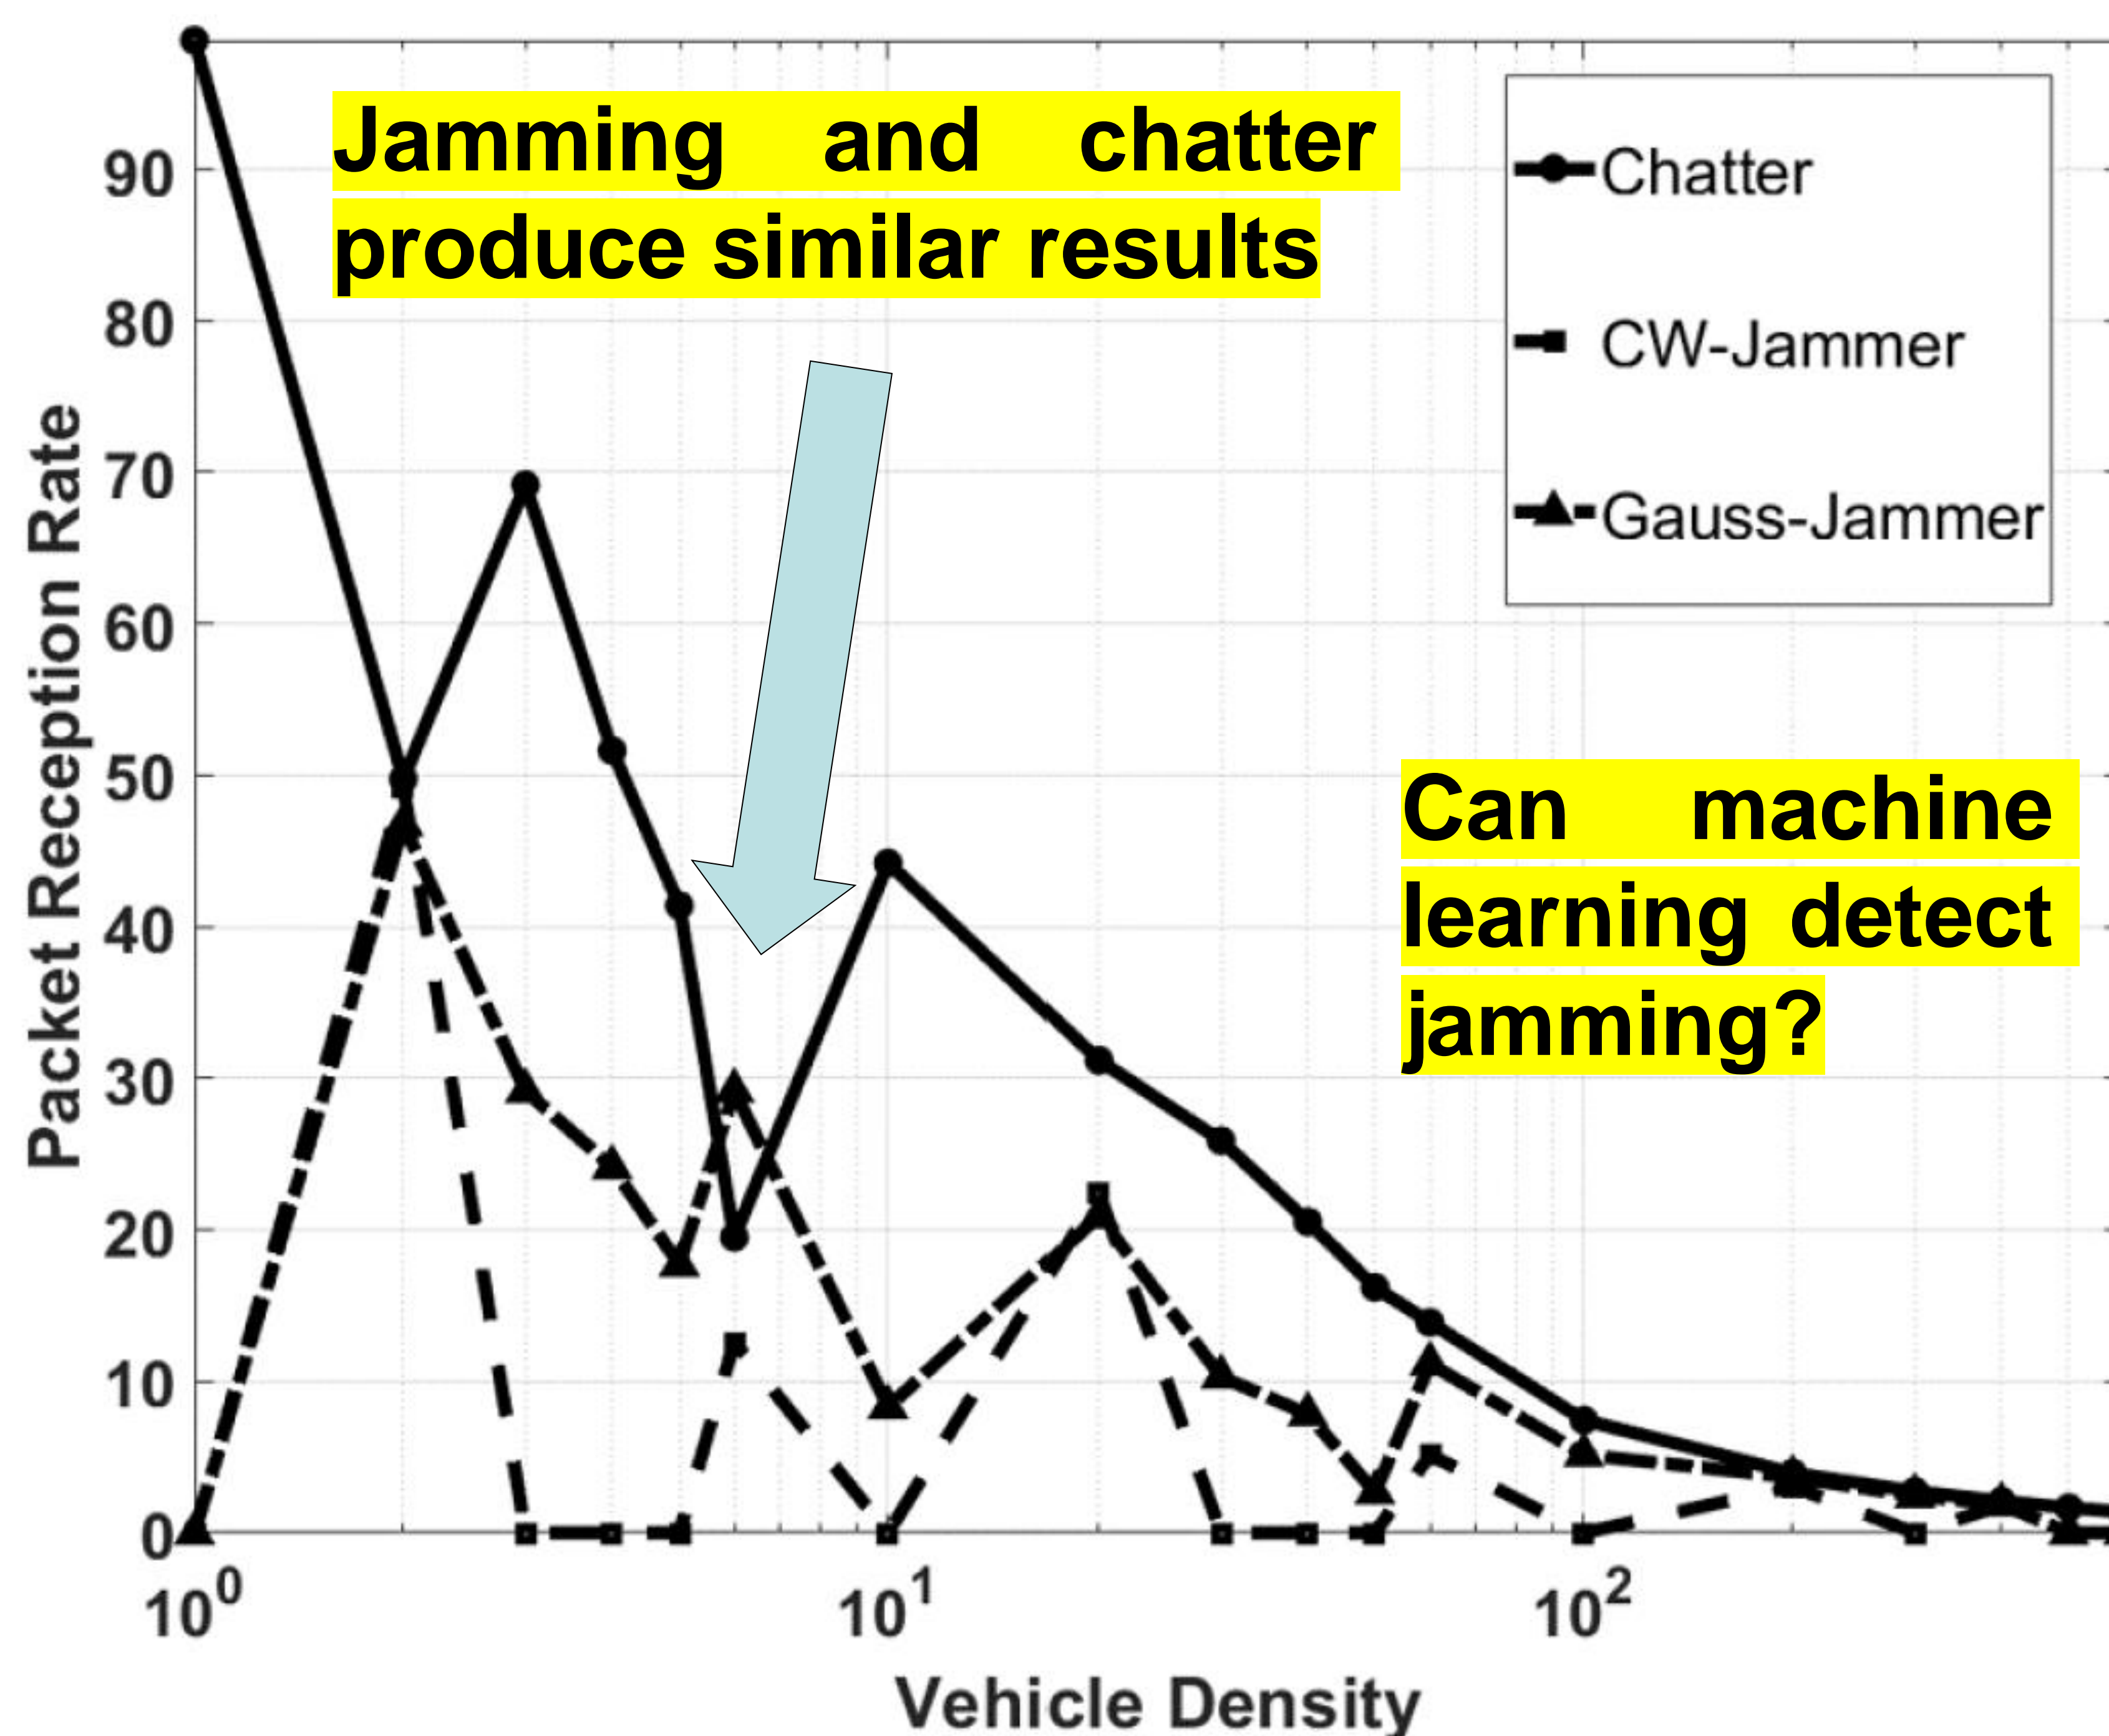 Jamming and chatter
produce similar results
Chatter
CW-Jammer
Gauss-Jammer
Can machine
learning detect
jamming?
Packet Reception Rate
90
80
70
60
50
40
30
20
10
0
10^0
10^1
10^2
Vehicle Density